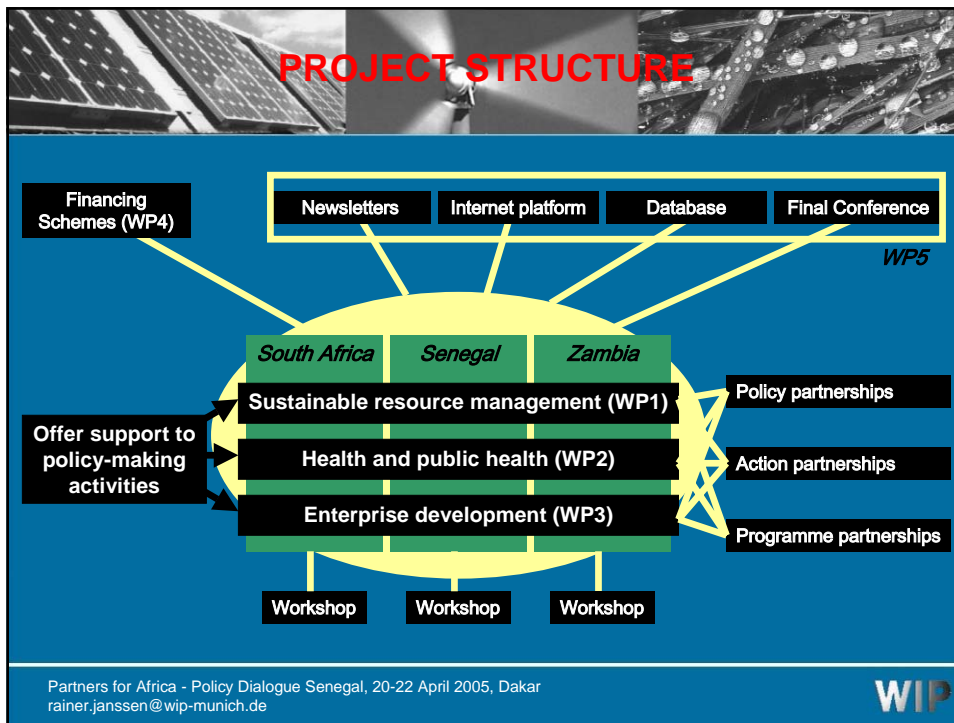 PROJECT STRUCTURE
Financing
Schemes (WP4)
Newsletters
Internet platform
Database
Final Conference
WP5
South Africa
Senegal
Zambia
Sustainable resource management (WP1)
Health and public health (WP2)
Enterprise development (WP3)
Offer support to
policy-making
activities
Policy partnerships
Action partnerships
Programme partnerships
Workshop
Workshop
Workshop
Partners for Africa - Policy Dialogue Senegal, 20-22 April 2005, Dakar
rainer.janssen@wip-munich.de
WIP